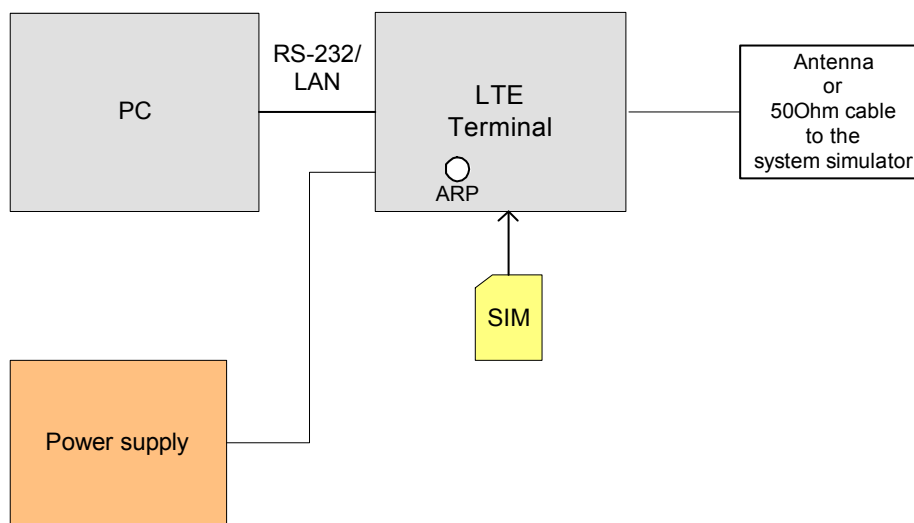 PC
RS-232/
LAN
LTE
Terminal
ARP
Antenna
or
50Ohm cable
to the
system simulator
SIM
Power supply